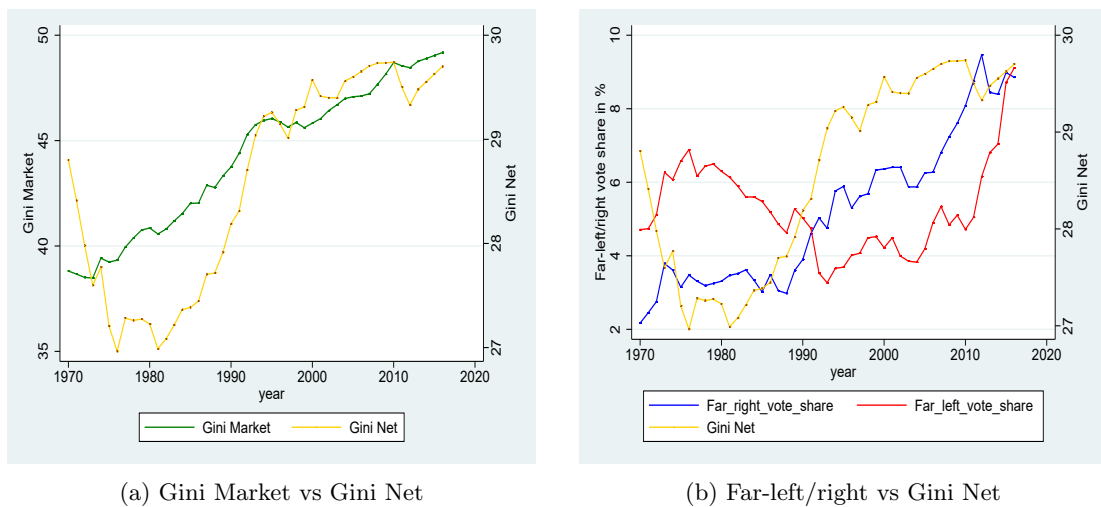 50
45
40
35
Gini Market
30
29
28
27
Gini Net
1970 1980 1990 2000 2010 2020
year
Gini Market Gini Net
(a) Gini Market vs Gini Net
10
8
6
4
2
Far-left/right vote share in %
30
29
28
27
Gini Net
1970 1980 1990 2000 2010 2020
year
Far_right_vote_share Far_left_vote_share
Gini Net
(b) Far-left/right vs Gini Net